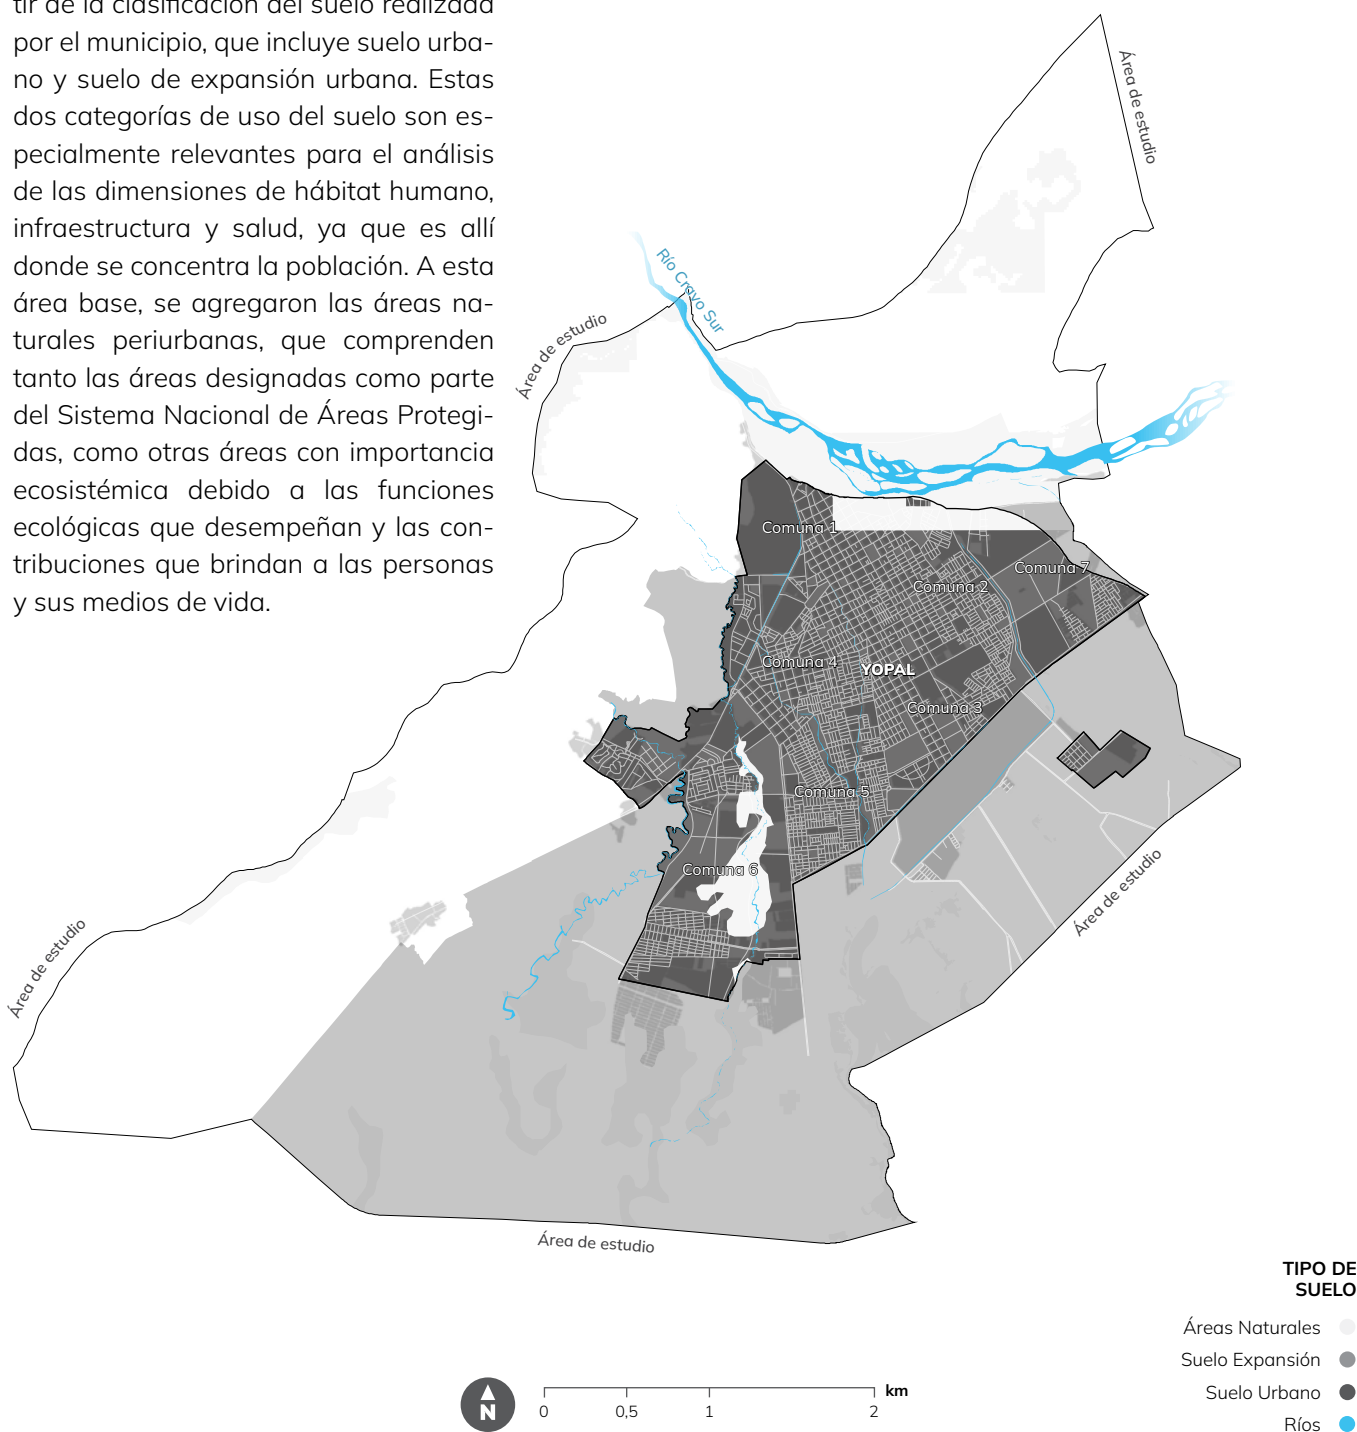 tir de la clasificación del suelo realizada
por el municipio, que incluye suelo urba-
no y suelo de expansión urbana. Estas
dos categorías de uso del suelo son es-
pecialmente relevantes para el análisis
de las dimensiones de hábitat humano,
infraestructura y salud, ya que es allí
donde se concentra la población. A esta
área base, se agregaron las áreas na-
turales periurbanas, que comprenden
tanto las áreas designadas como parte
del Sistema Nacional de Áreas Protegi-
das, como otras áreas con importancia
ecosistémica debido a las funciones
ecológicas que desempeñan y las con-
tribuciones que brindan a las personas
y sus medios de vida.
Área de estudio
Río Cravo Sur
Área de estudio
Comuna 1
Comuna 7
Comuna 2
Comuna 4
YOPAL
Comuna 3
Comuna 5
Comuna 6
Área de estudio
Área de estudio
Área de estudio
TIPO DE
SUELO
Áreas Naturales
Suelo Expansión
Suelo Urbano
Ríos
N
km
0 0,5 1 2